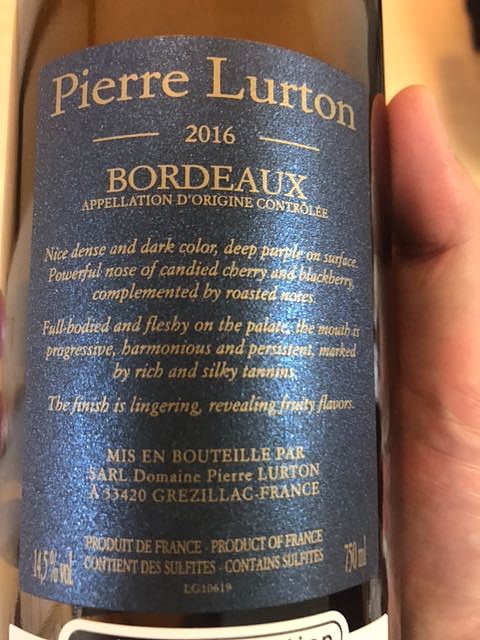 Pierre Lurton
2016
BORDEAUX
APPELLATION D'ORIGINE CONTRÔLÉE
Nice dense and dark color, deep purple on surface.
Powerful nose of candied cherry and blackberry,
complemented by roasted notes.
Full-bodied and fleshy on the palate, the mouth is
progressive, harmonious and persistent, marked
by rich and silky tannins.
The finish is lingering, revealing fruity flavors.
MIS EN BOUTEILLE PAR
SARL Domaine Pierre LURTON
À 33420 GREZILLAC-FRANCE
PRODUIT DE FRANCE - PRODUCT OF FRANCE
14,5 % vol. CONTIENT DES SULFITES - CONTAINS SULFITES 750 ml
LG10619